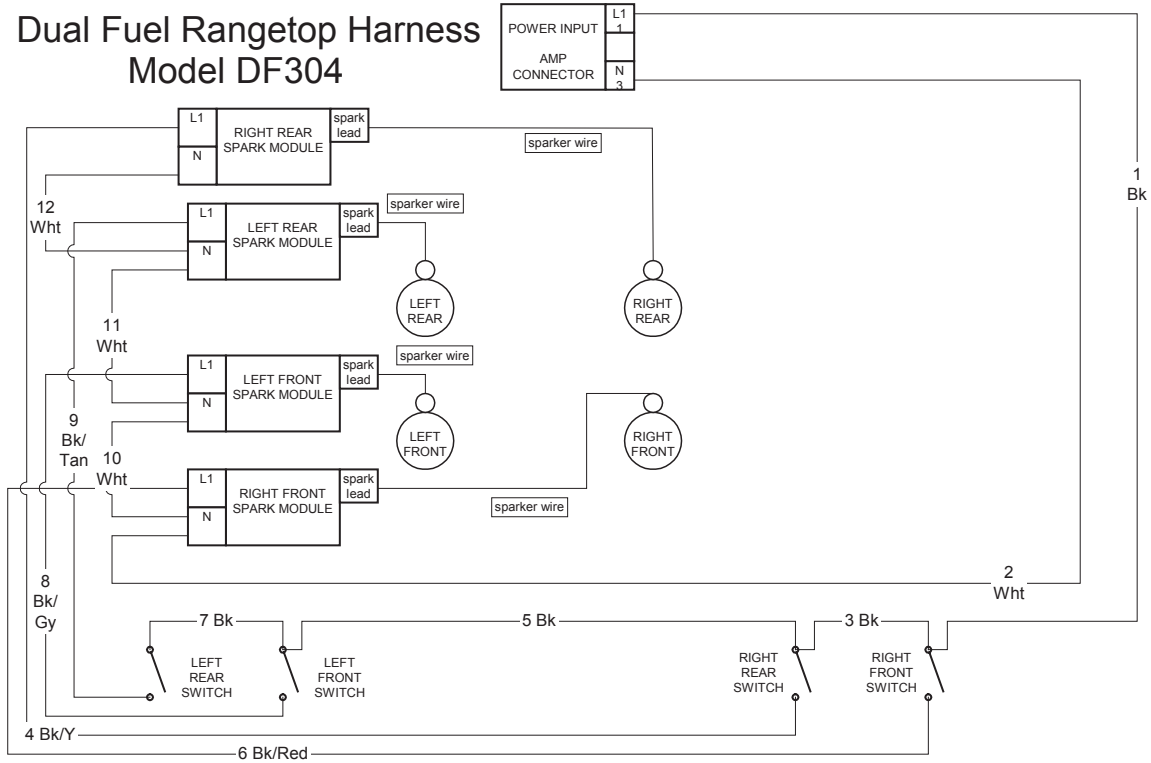 Dual Fuel Rangetop Harness
Model DF304
POWER INPUT
AMP
CONNECTOR
L1
1
N
3
1
Bk
L1
N
RIGHT REAR
SPARK MODULE
spark
lead
sparker wire
12
Wht
L1
N
LEFT REAR
SPARK MODULE
spark
lead
sparker wire
LEFT
REAR
RIGHT
REAR
11
Wht
sparker wire
L1
N
LEFT FRONT
SPARK MODULE
spark
lead
LEFT
FRONT
RIGHT
FRONT
9
Bk/
Tan
10
Wht
L1
N
RIGHT FRONT
SPARK MODULE
spark
lead
sparker wire
8
Bk/
Gy
2
Wht
7 Bk
5 Bk
3 Bk
LEFT
REAR
SWITCH
LEFT
FRONT
SWITCH
RIGHT
REAR
SWITCH
RIGHT
FRONT
SWITCH
4 Bk/Y
6 Bk/Red